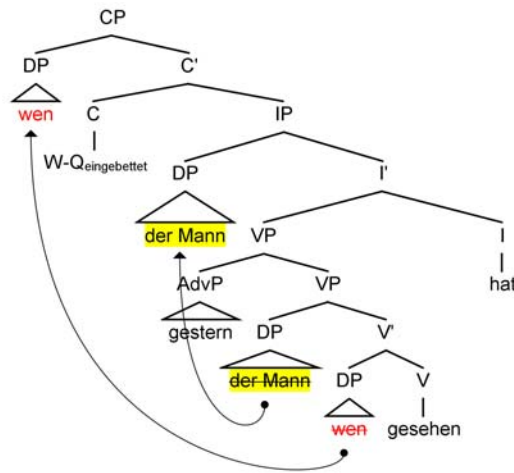 CP
DP C'
wen C IP
W-Qeingebettet DP I'
der Mann VP I
AdvP VP hat
gestern DP V'
der Mann DP V
wen gesehen